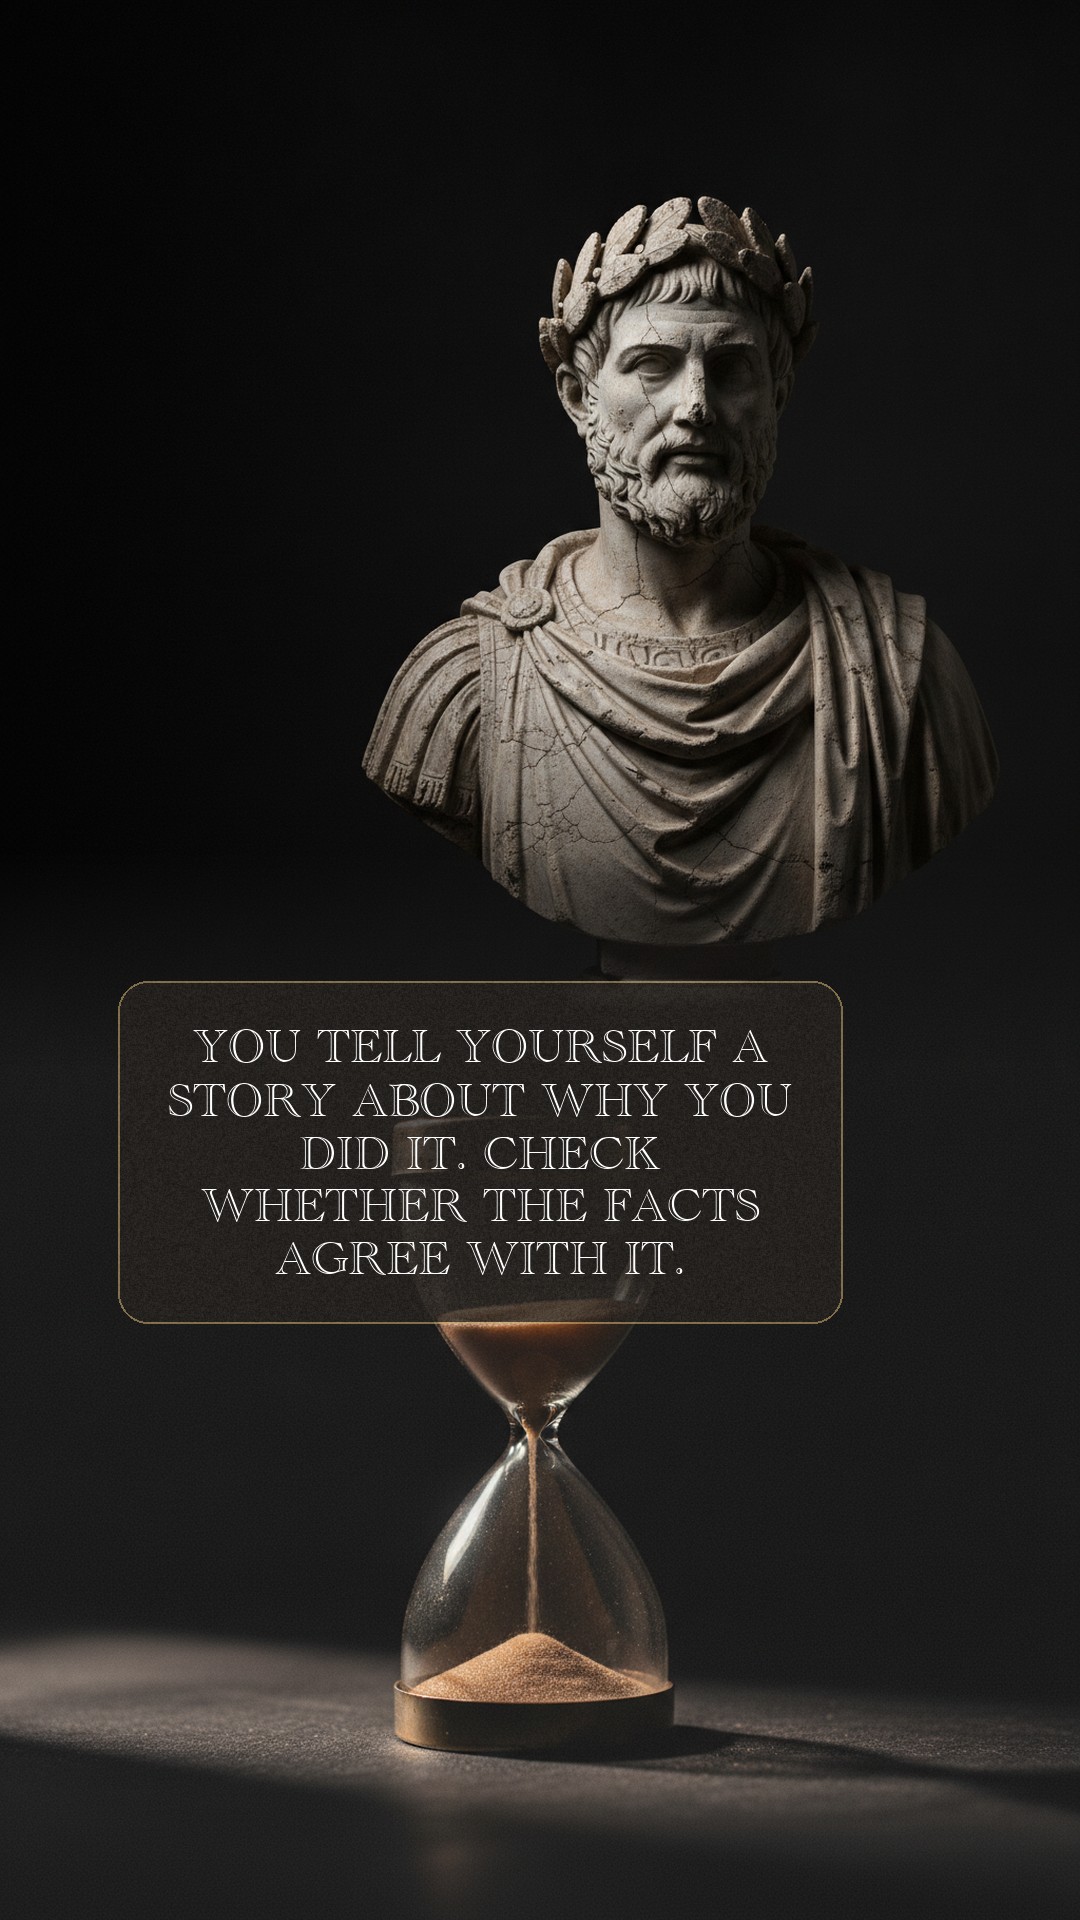 YOU TELL YOURSELF A
STORY ABOUT WHY YOU
DID IT. CHECK
WHETHER THE FACTS
AGREE WITH IT.